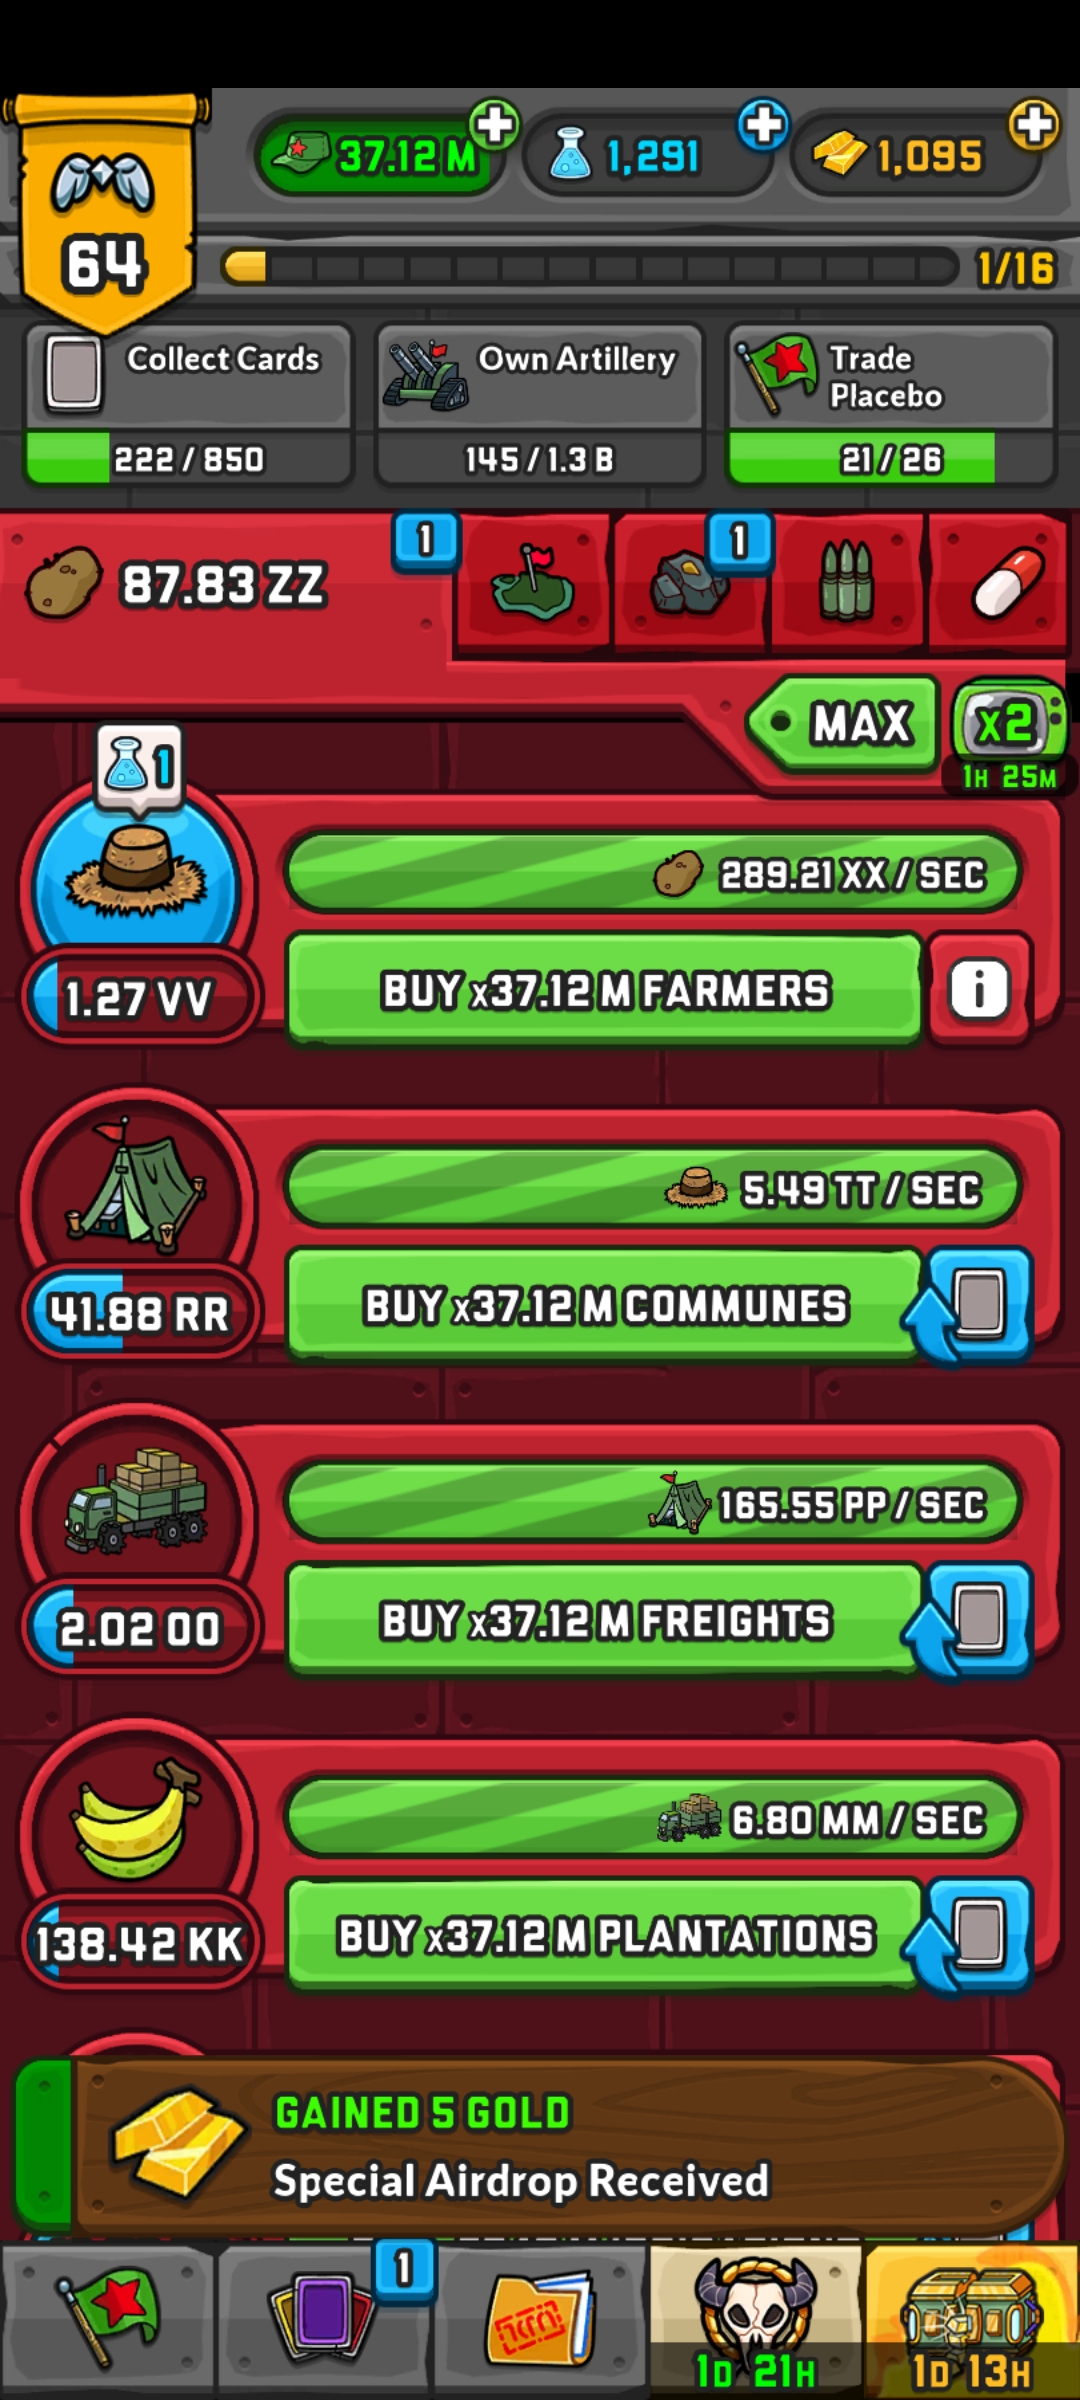 37.12 M
1,291
1,095
64
1/16
Collect Cards
222 / 850
Own Artillery
145 / 1.3 B
Trade
Placebo
21 / 26
87.83 ZZ
1
1
MAX
x2
1H 25M
1
289.21 XX / SEC
1.27 VV
BUY x37.12 M FARMERS
i
5.49 TT / SEC
41.88 RR
BUY x37.12 M COMMUNES
165.55 PP / SEC
2.02 OO
BUY x37.12 M FREIGHTS
6.80 MM / SEC
138.42 KK
BUY x37.12 M PLANTATIONS
GAINED 5 GOLD
Special Airdrop Received
1
1D 21H
1D 13H